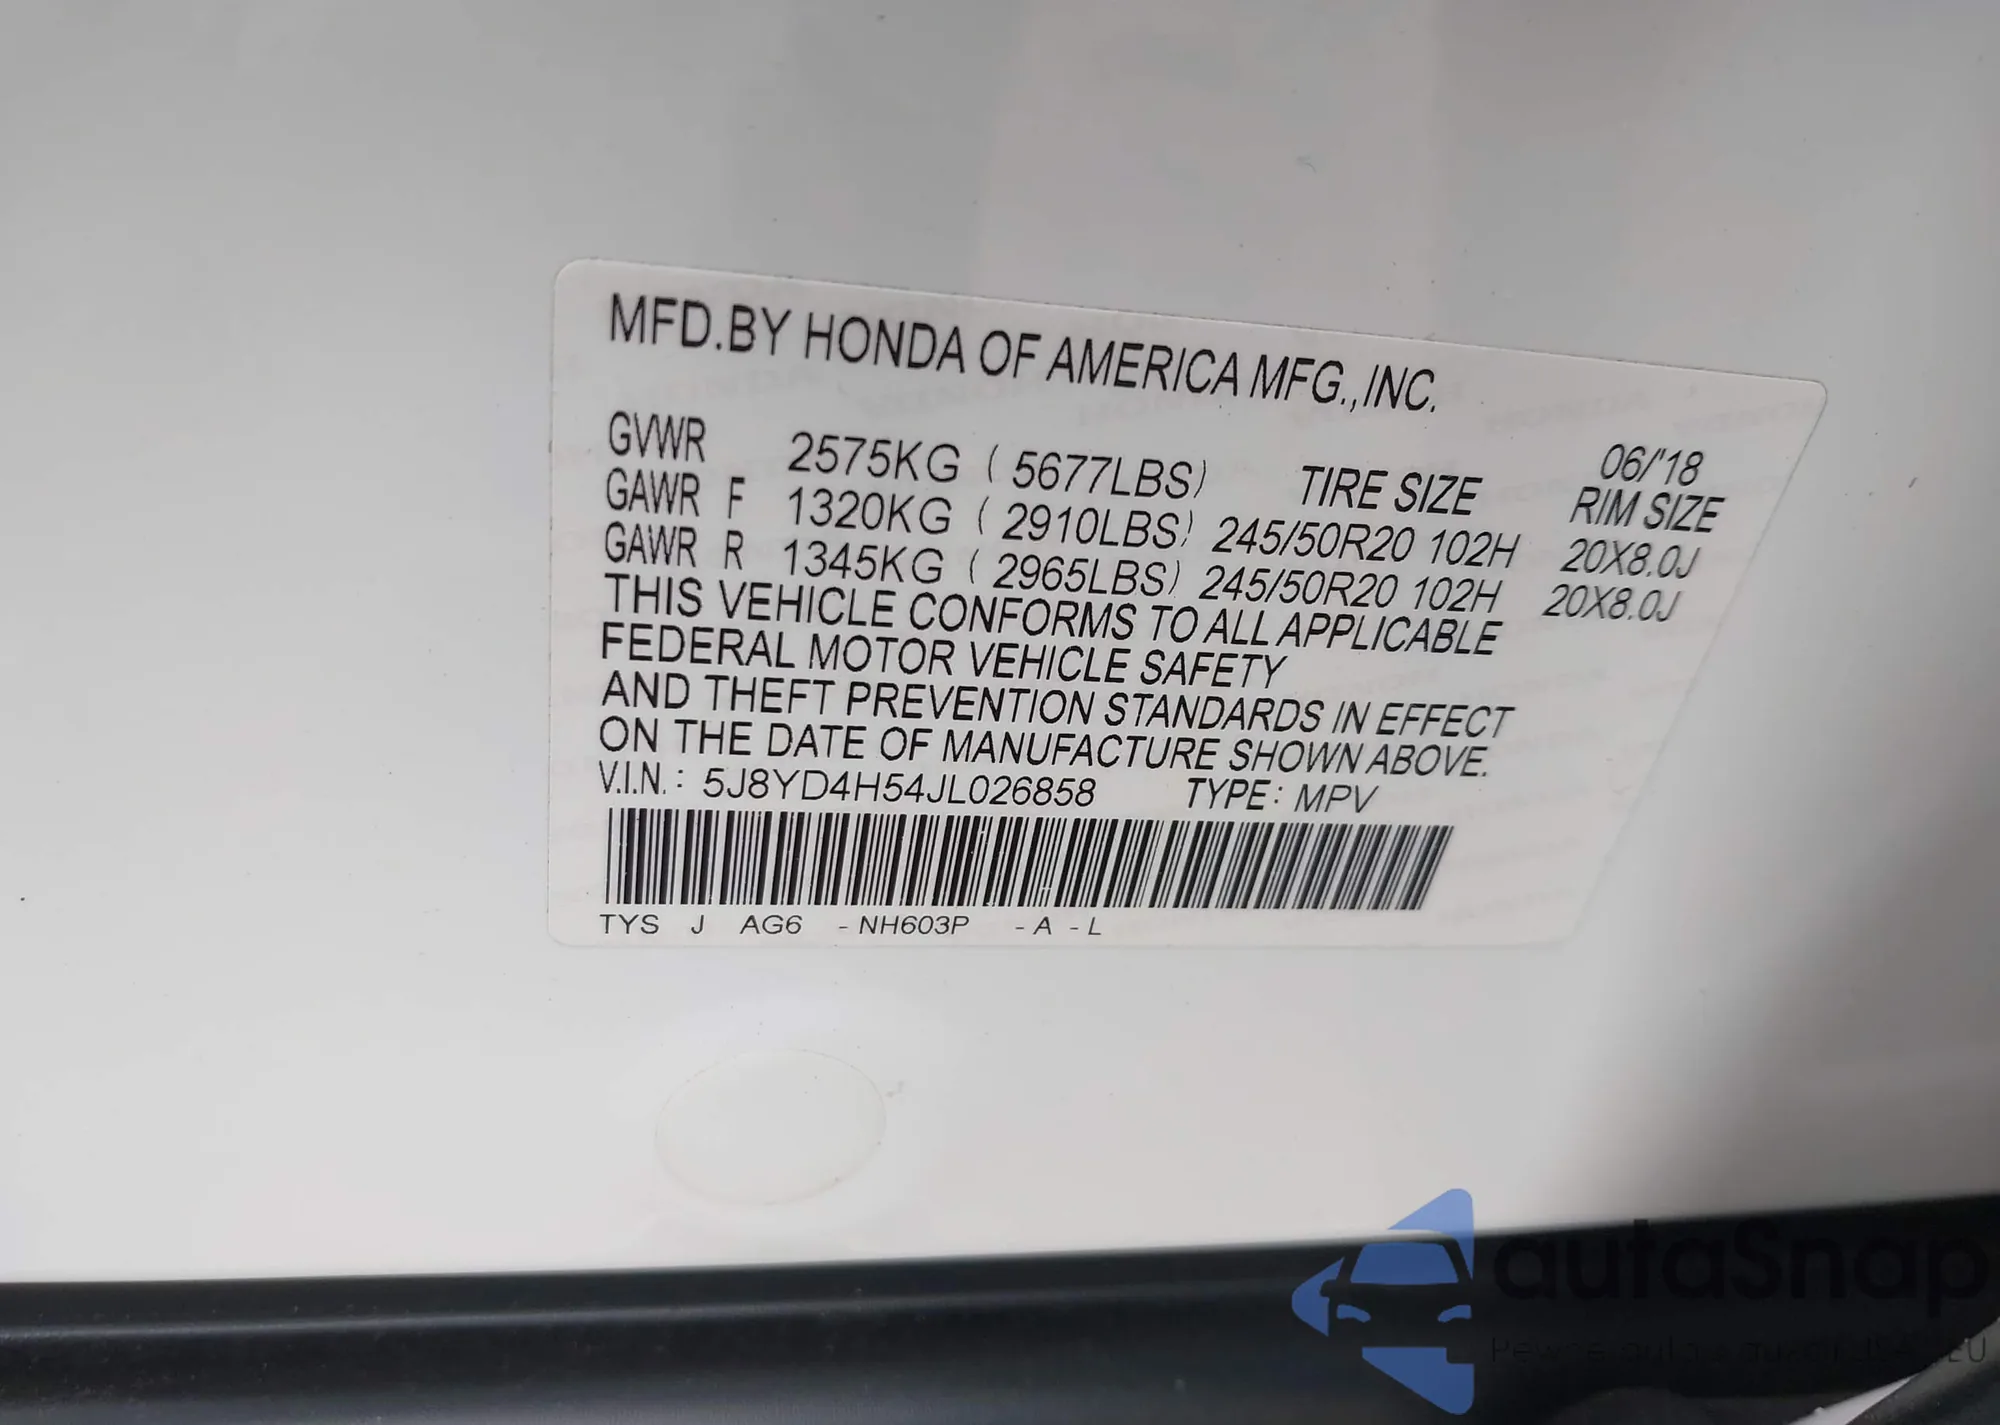 MFD.BY HONDA OF AMERICA MFG.,INC.
06/'18
GVWR 2575KG ( 5677LBS) TIRE SIZE RIM SIZE
GAWR F 1320KG ( 2910LBS) 245/50R20 102H 20X8.0J
GAWR R 1345KG ( 2965LBS) 245/50R20 102H 20X8.0J
THIS VEHICLE CONFORMS TO ALL APPLICABLE
FEDERAL MOTOR VEHICLE SAFETY
AND THEFT PREVENTION STANDARDS IN EFFECT
ON THE DATE OF MANUFACTURE SHOWN ABOVE.
V.I.N.: 5J8YD4H54JL026858 TYPE: MPV
TYS J AG6 -NH603P -A -L
autaSnap